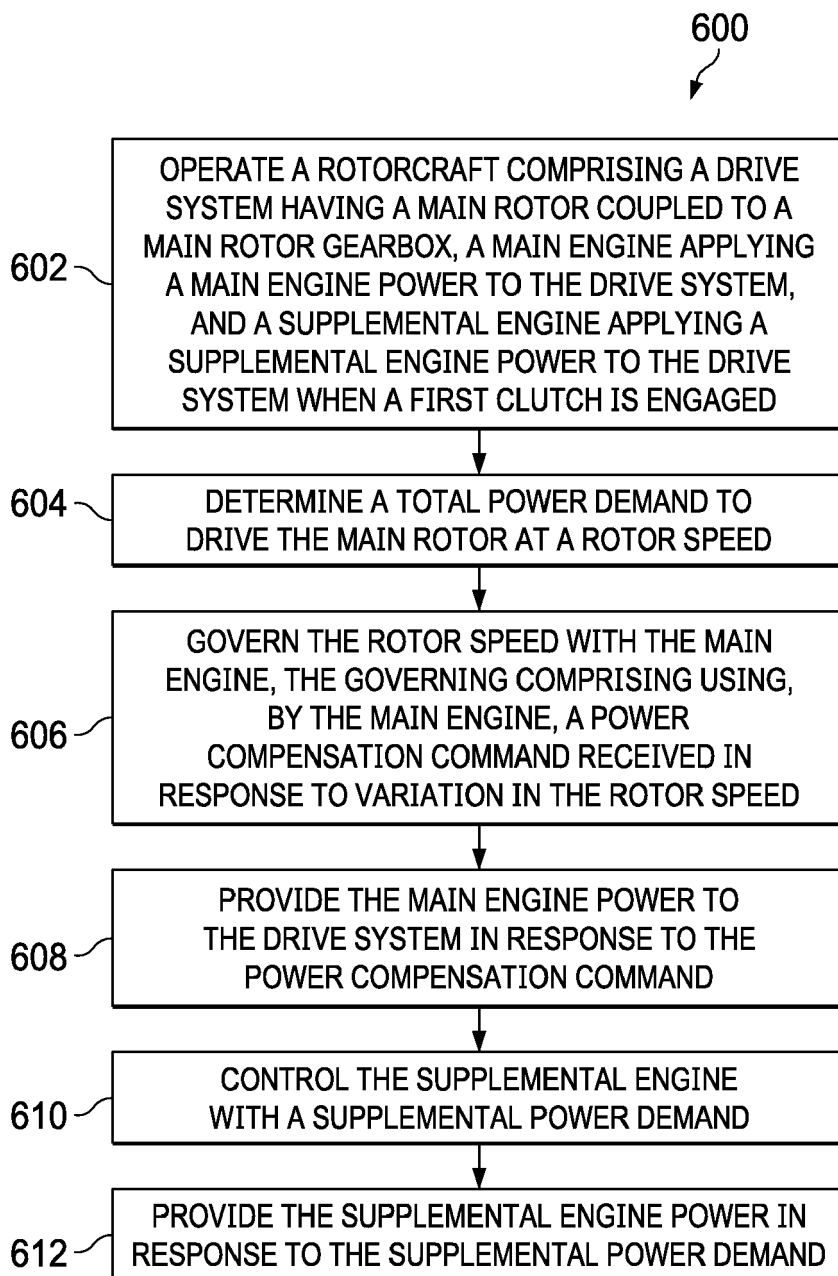 600
602
OPERATE A ROTORCRAFT COMPRISING A DRIVE
SYSTEM HAVING A MAIN ROTOR COUPLED TO A
MAIN ROTOR GEARBOX, A MAIN ENGINE APPLYING
A MAIN ENGINE POWER TO THE DRIVE SYSTEM,
AND A SUPPLEMENTAL ENGINE APPLYING A
SUPPLEMENTAL ENGINE POWER TO THE DRIVE
SYSTEM WHEN A FIRST CLUTCH IS ENGAGED
604
DETERMINE A TOTAL POWER DEMAND TO
DRIVE THE MAIN ROTOR AT A ROTOR SPEED
606
GOVERN THE ROTOR SPEED WITH THE MAIN
ENGINE, THE GOVERNING COMPRISING USING,
BY THE MAIN ENGINE, A POWER
COMPENSATION COMMAND RECEIVED IN
RESPONSE TO VARIATION IN THE ROTOR SPEED
608
PROVIDE THE MAIN ENGINE POWER TO
THE DRIVE SYSTEM IN RESPONSE TO THE
POWER COMPENSATION COMMAND
610
CONTROL THE SUPPLEMENTAL ENGINE
WITH A SUPPLEMENTAL POWER DEMAND
612
PROVIDE THE SUPPLEMENTAL ENGINE POWER IN
RESPONSE TO THE SUPPLEMENTAL POWER DEMAND